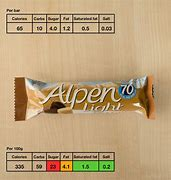 Per bar
Calories Carbs Sugar Fat Saturated fat Salt
65 10 4.0 1.2 0.5 0.03
Alpen
70
light
Per 100g
Calories Carbs Sugar Fat Saturated fat Salt
335 59 23 4.1 1.5 0.2